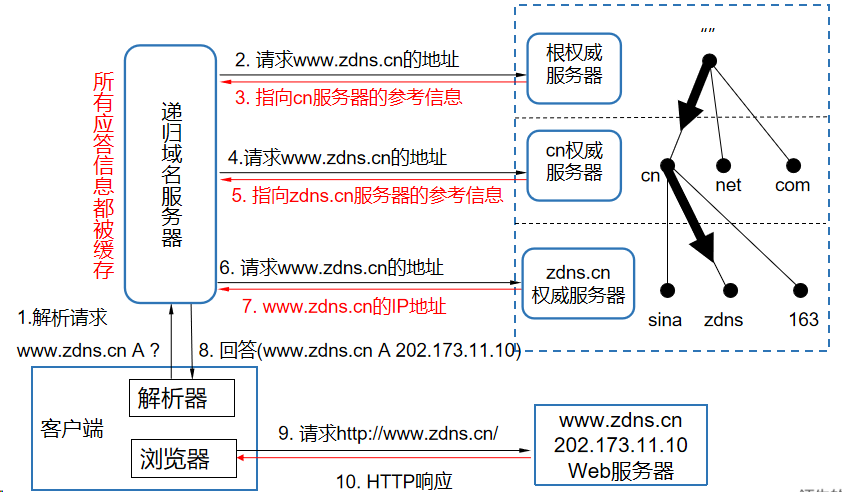 所有应答信息都被缓存
递归域名服务器
2. 请求www.zdns.cn的地址
3. 指向cn服务器的参考信息
4.请求www.zdns.cn的地址
5. 指向zdns.cn服务器的参考信息
6. 请求www.zdns.cn的地址
7. www.zdns.cn的IP地址
根权威
服务器
cn权威
服务器
zdns.cn
权威服务器
""
cn
net
com
sina
zdns
163
1.解析请求
www.zdns.cn A ?
8. 回答(www.zdns.cn A 202.173.11.10)
客户端
解析器
浏览器
9. 请求http://www.zdns.cn/
10. HTTP响应
www.zdns.cn
202.173.11.10
Web服务器